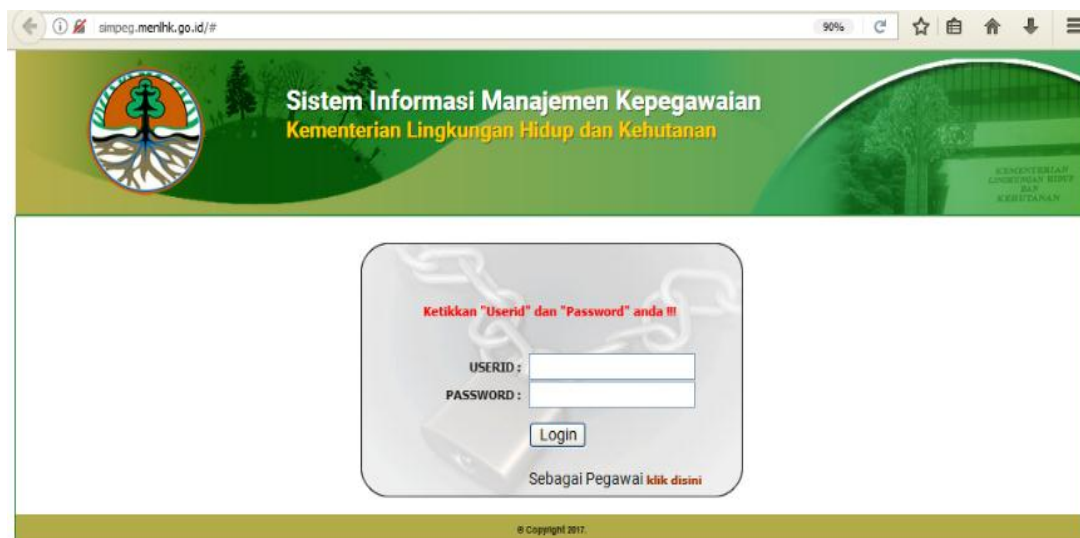 simpeg.menlhk.go.id/#
90%
Sistem Informasi Manajemen Kepegawaian
Kementerian Lingkungan Hidup dan Kehutanan
KEMENTERIAN
LINGKUNGAN HIDUP
DAN
KEHUTANAN
Ketikkan "Userid" dan "Password" anda !!!
USERID :
PASSWORD :
Login
Sebagai Pegawai klik disini
© Copyright 2017.